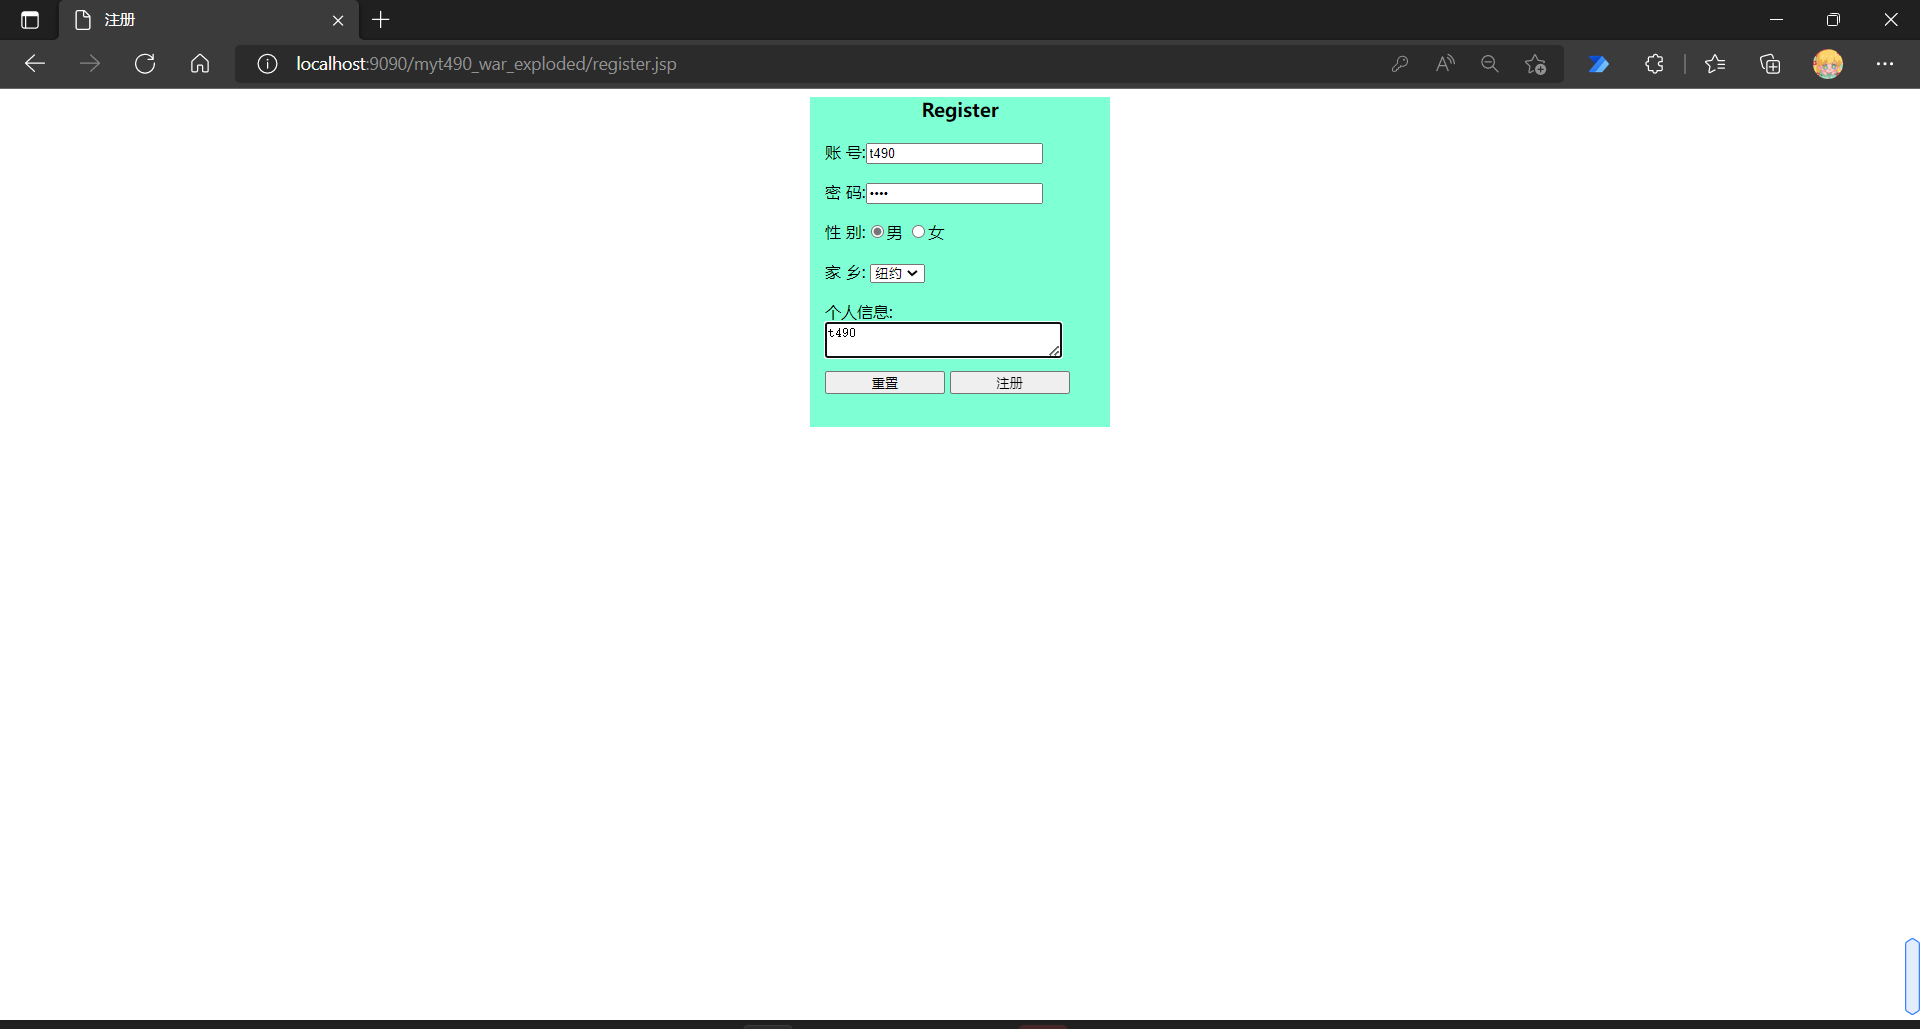 注册
localhost:9090/myt490_war_exploded/register.jsp
Register
账 号:t490
密 码:••••
性 别: 男 女
家 乡: 纽约
个人信息:
t490
重置 注册